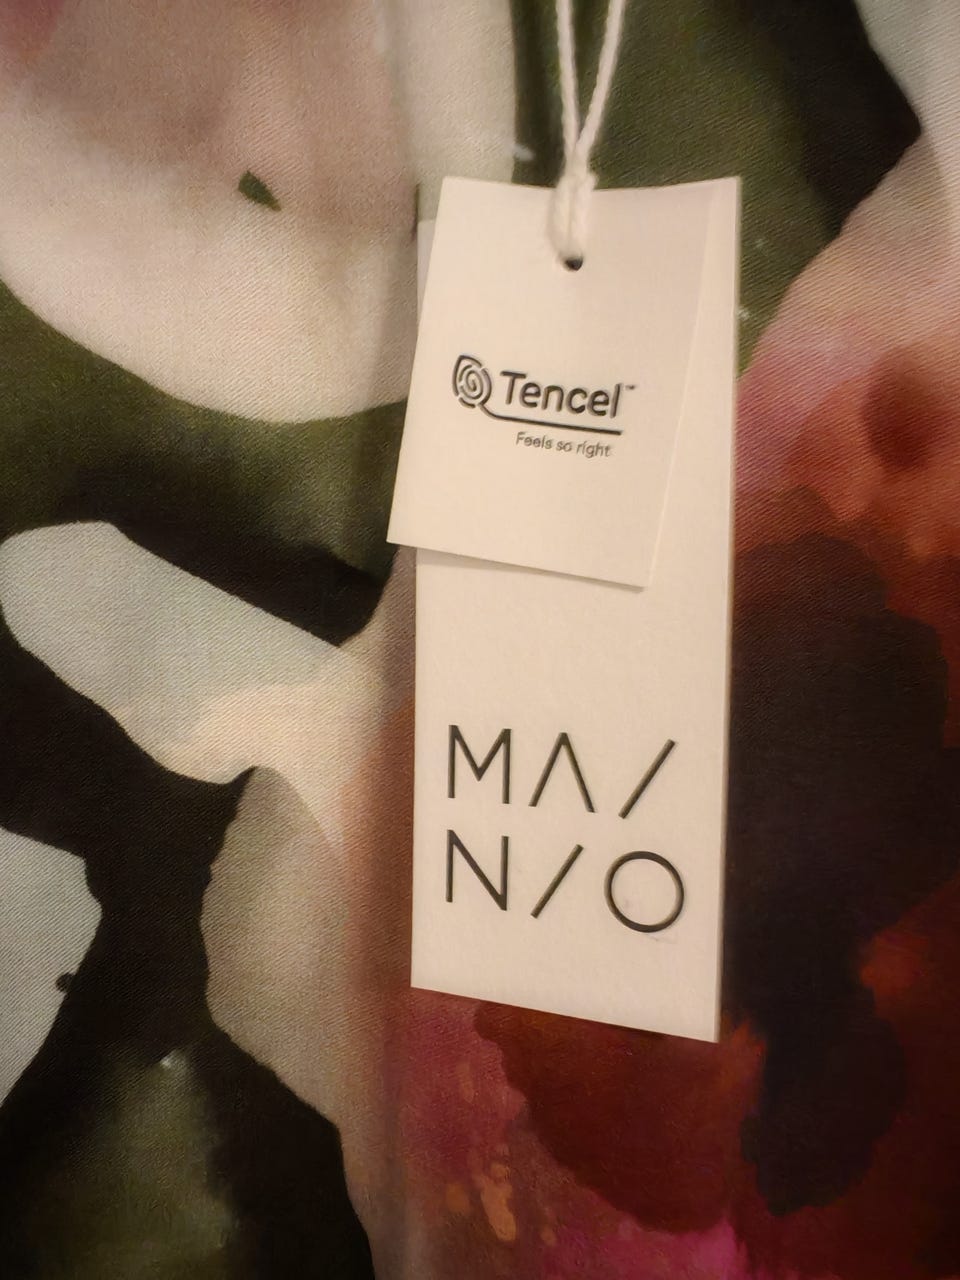 Tencel™
Feels so right
MA/
N/O